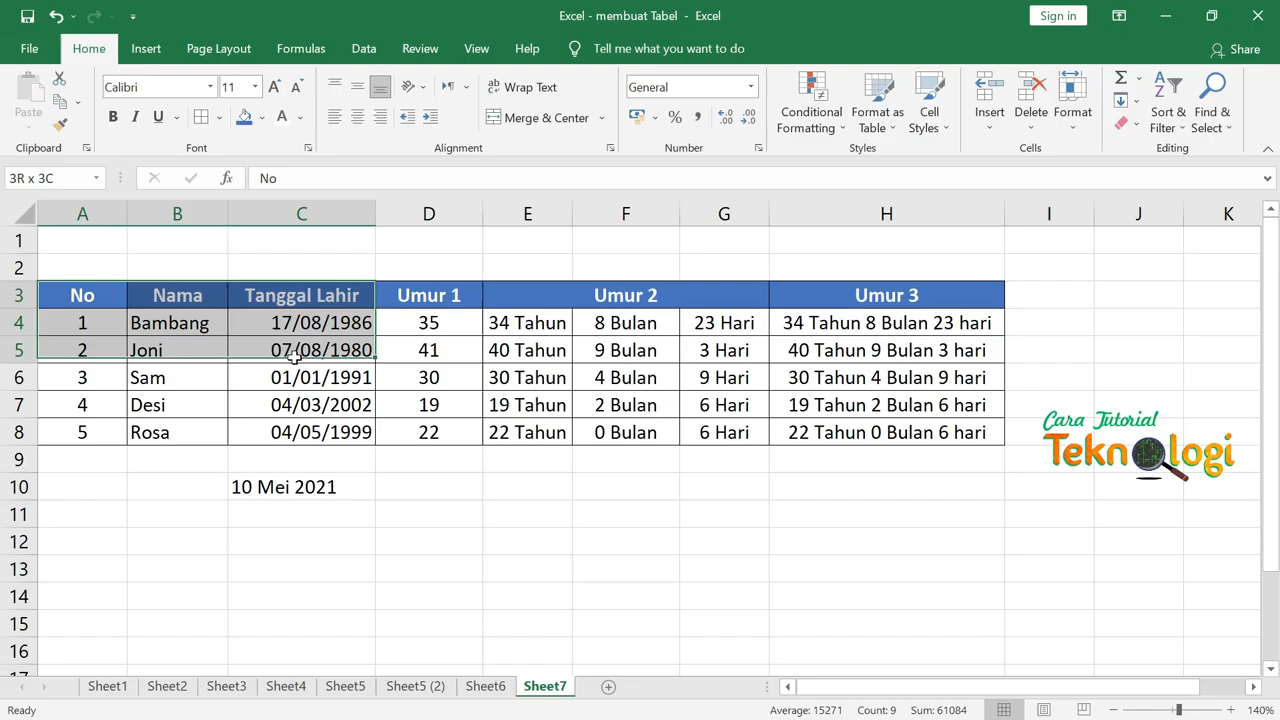 Excel - membuat Tabel - Excel
Sign in
File Home Insert Page Layout Formulas Data Review View Help Tell me what you want to do Share
Paste
Calibri 11
B I U
Wrap Text
Merge & Center
General
Conditional Formatting
Format as Table
Cell Styles
Insert Delete Format
Sort & Filter
Find & Select
Clipboard Font Alignment Number Styles Cells Editing
3R x 3C fx No
A B C D E F G H I J K
1
2
3 No Nama Tanggal Lahir Umur 1 Umur 2 Umur 3
4 1 Bambang 17/08/1986 35 34 Tahun 8 Bulan 23 Hari 34 Tahun 8 Bulan 23 hari
5 2 Joni 07/08/1980 41 40 Tahun 9 Bulan 3 Hari 40 Tahun 9 Bulan 3 hari
6 3 Sam 01/01/1991 30 30 Tahun 4 Bulan 9 Hari 30 Tahun 4 Bulan 9 hari
7 4 Desi 04/03/2002 19 19 Tahun 2 Bulan 6 Hari 19 Tahun 2 Bulan 6 hari
8 5 Rosa 04/05/1999 22 22 Tahun 0 Bulan 6 Hari 22 Tahun 0 Bulan 6 hari
Cara Tutorial
Teknologi
9
10 10 Mei 2021
11
12
13
14
15
16
17
Sheet1 Sheet2 Sheet3 Sheet4 Sheet5 Sheet5 (2) Sheet6 Sheet7
Ready Average: 15271 Count: 9 Sum: 61084 140%